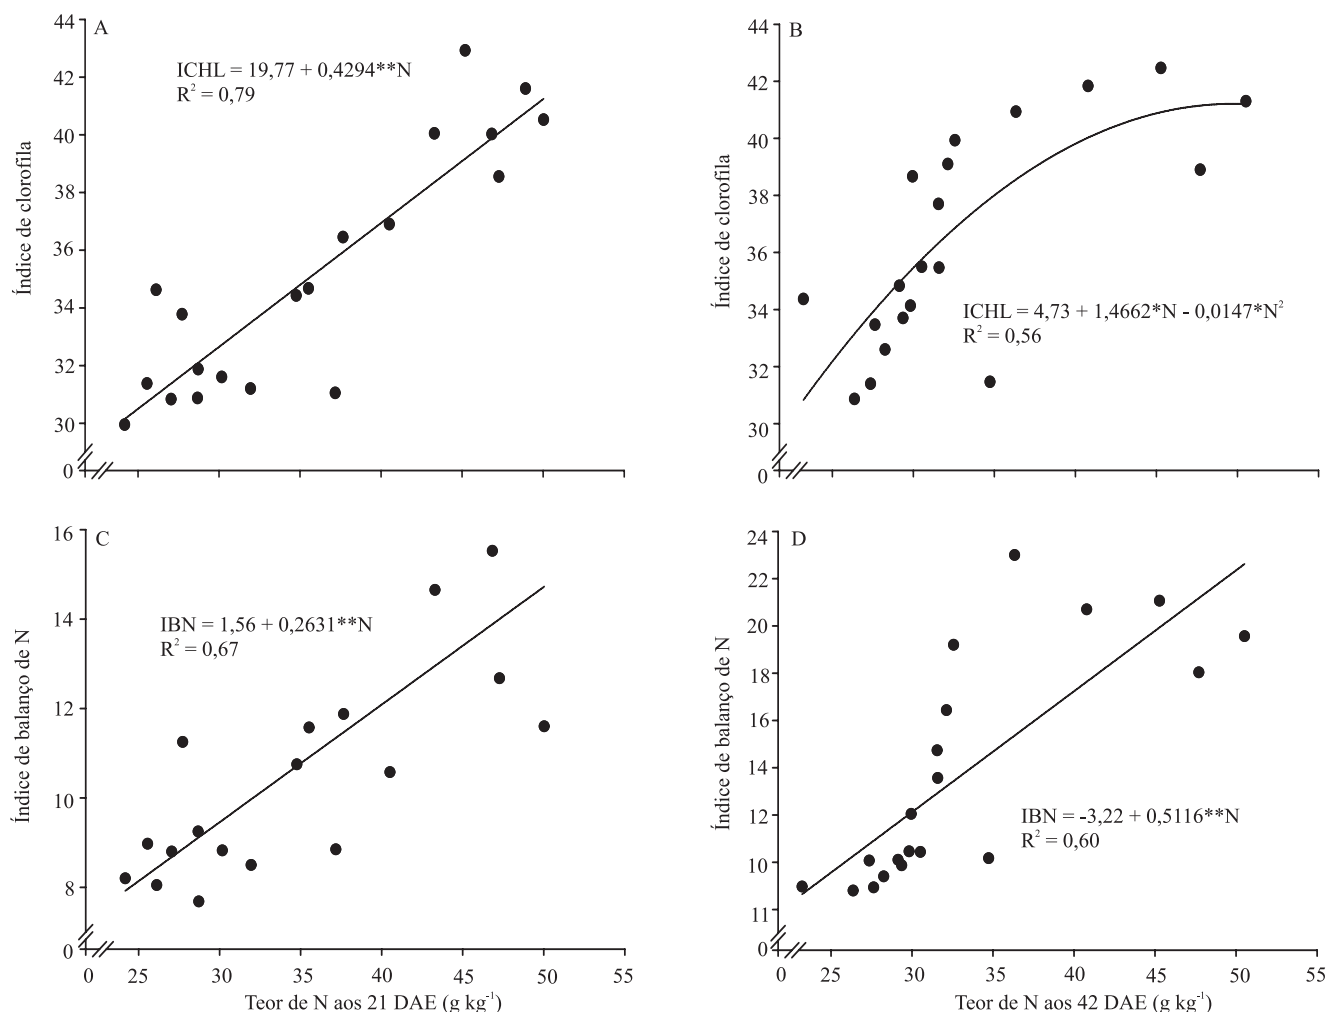 A
44
42
40
38
36
34
32
30
0
Índice de clorofila
ICHL = 19,77 + 0,4294**N
R² = 0,79
B
44
42
40
38
36
34
32
30
0
Índice de clorofila
ICHL = 4,73 + 1,4662*N - 0,0147*N²
R² = 0,56
C
16
14
12
10
8
0
Índice de balanço de N
IBN = 1,56 + 0,2631**N
R² = 0,67
0 25 30 35 40 45 50 55
Teor de N aos 21 DAE (g kg⁻¹)
D
24
22
20
18
16
14
12
10
11
0
Índice de balanço de N
IBN = -3,22 + 0,5116**N
R² = 0,60
0 25 30 35 40 45 50 55
Teor de N aos 42 DAE (g kg⁻¹)